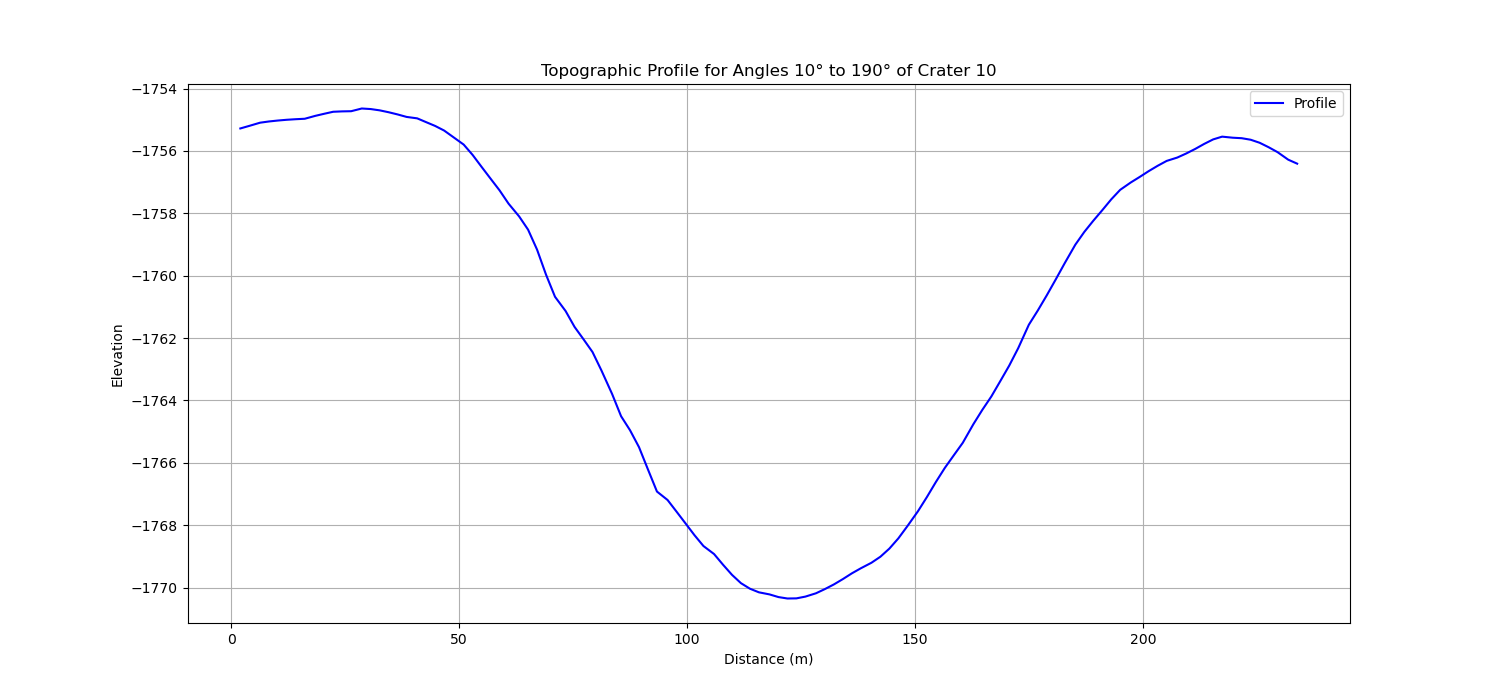 Topographic Profile for Angles 10° to 190° of Crater 10
Profile
−1754
−1756
−1758
−1760
−1762
−1764
−1766
−1768
−1770
Elevation
0 50 100 150 200
Distance (m)